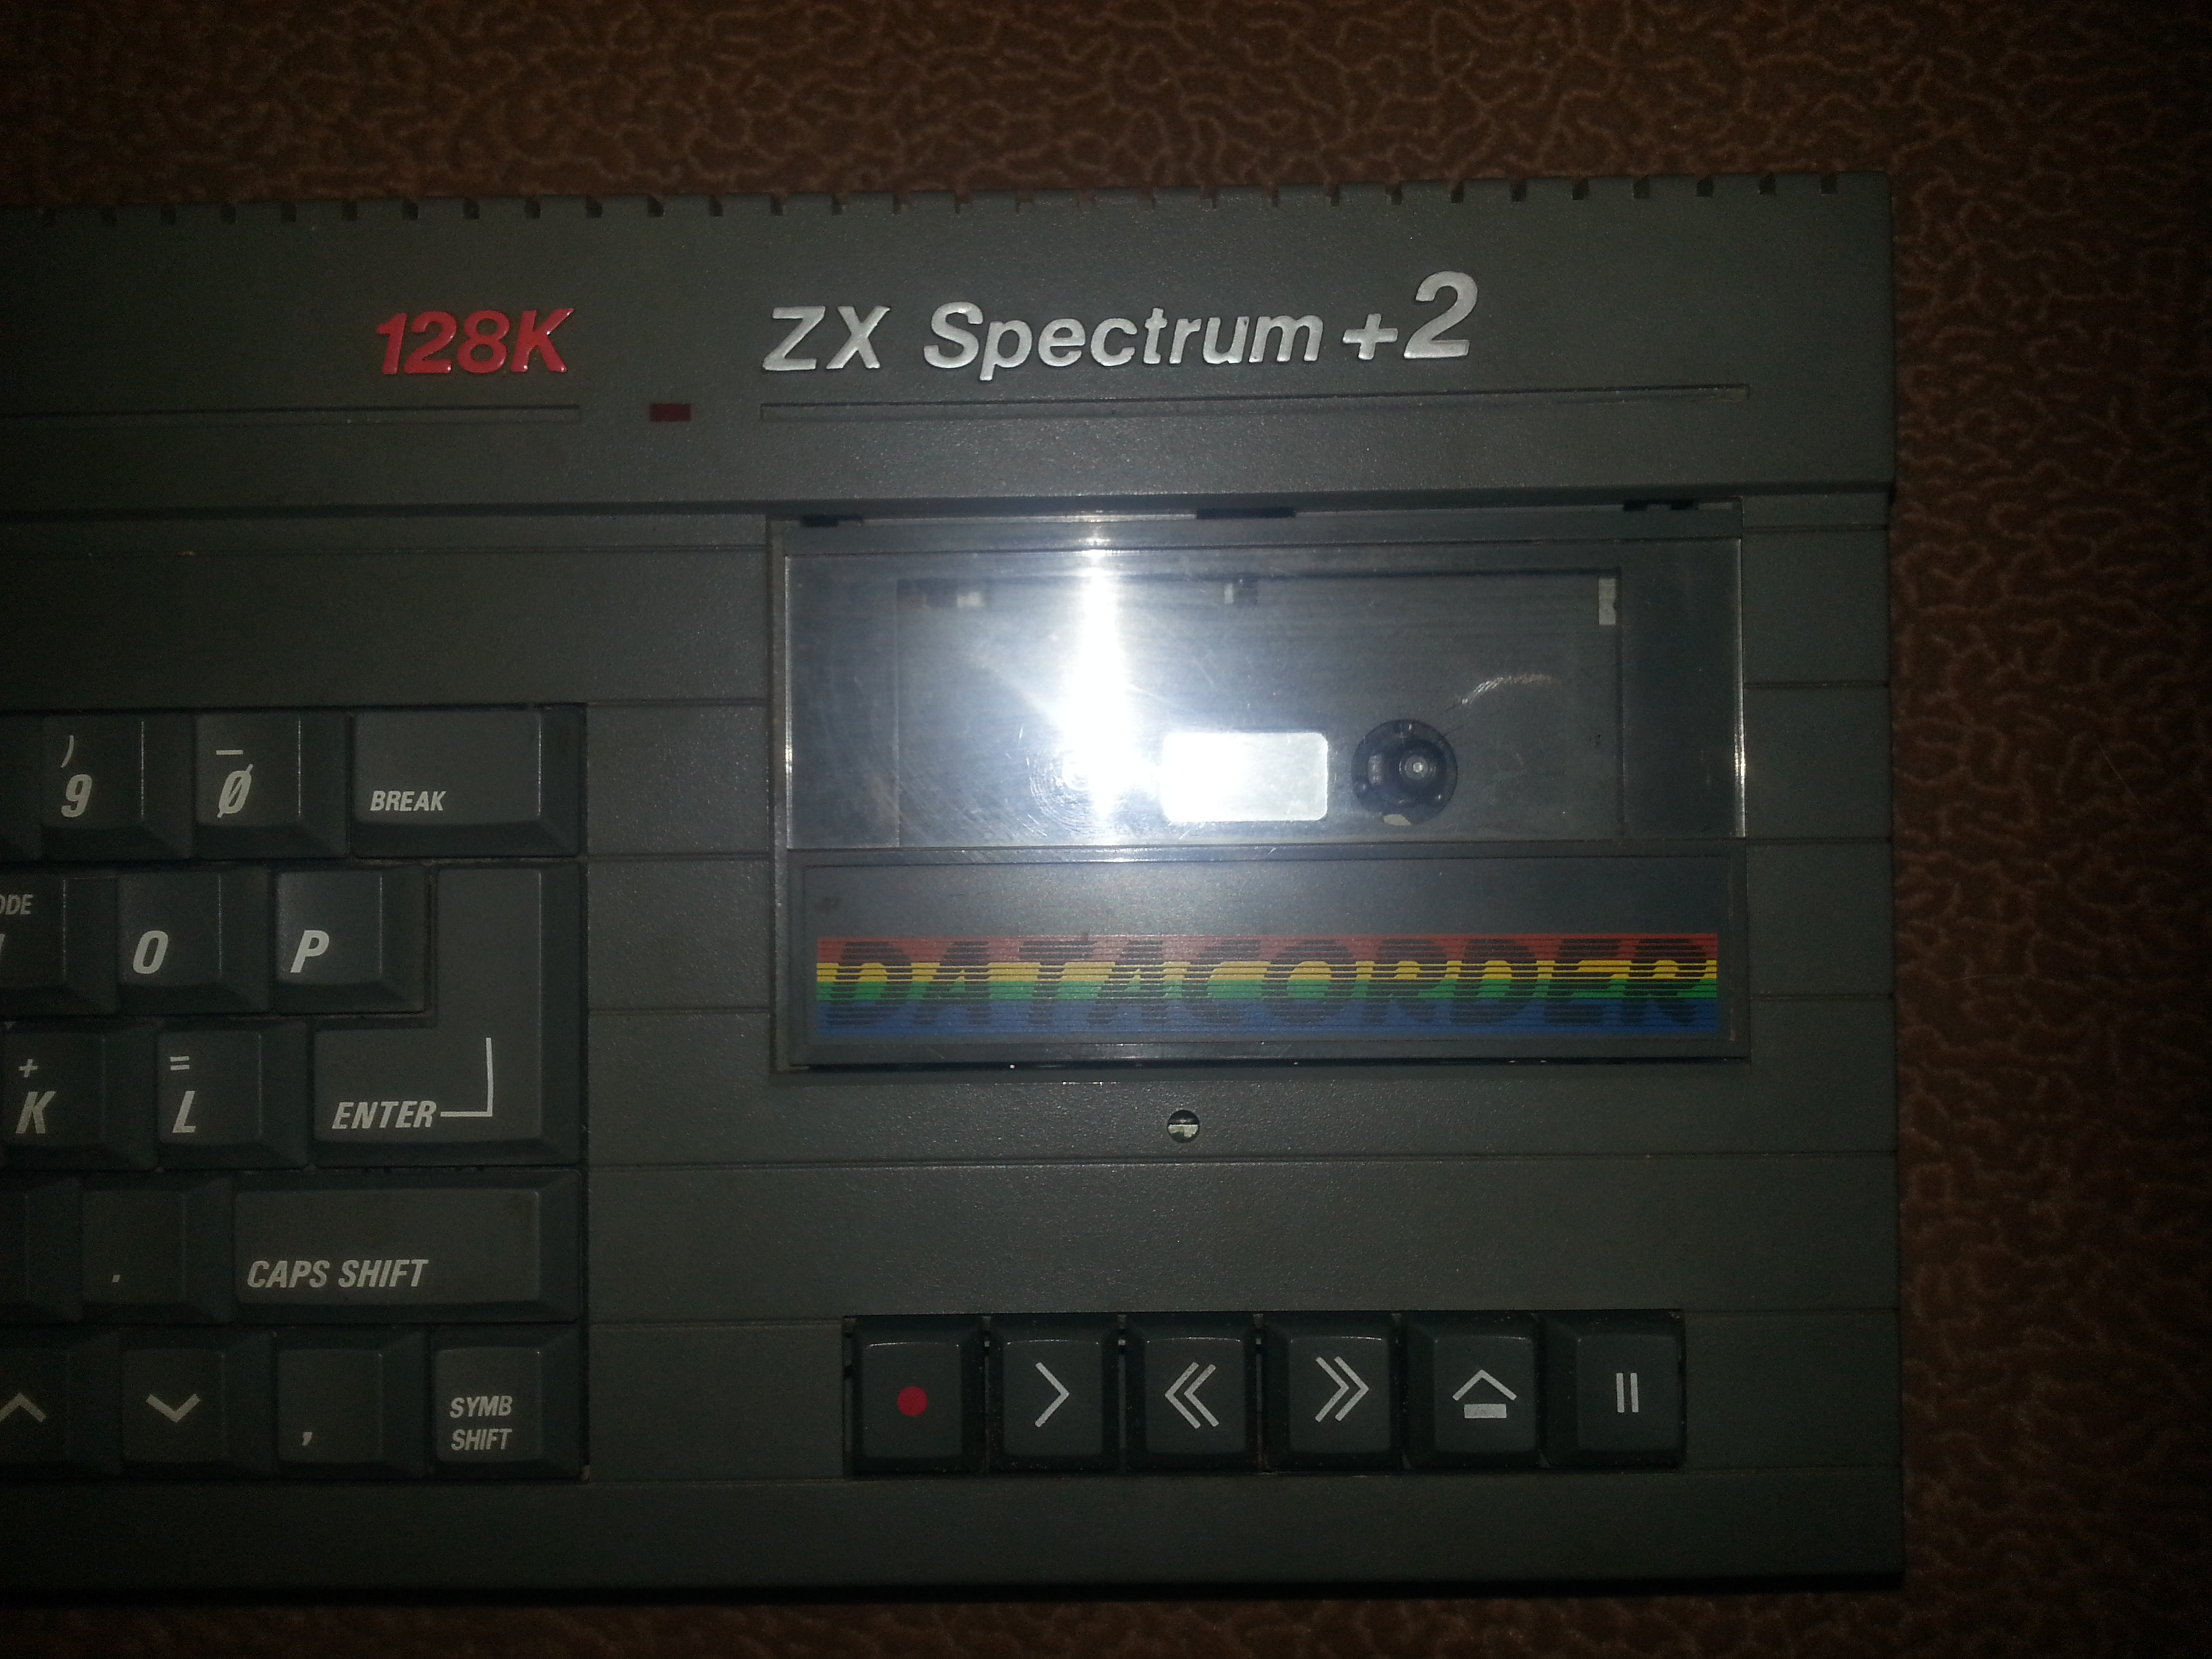 128K ZX Spectrum +2
) 9 _ Ø BREAK
O P
+ K = L ENTER
. CAPS SHIFT
, SYMB
SHIFT
DATACORDER